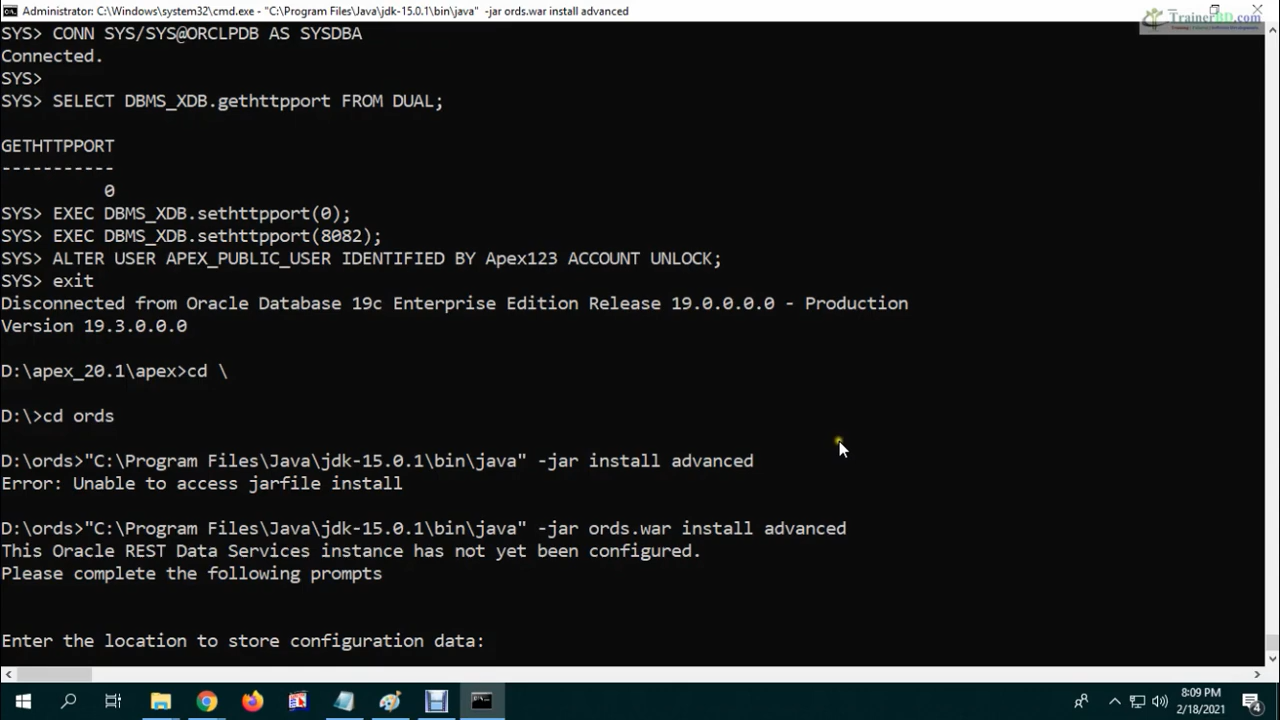 Administrator: C:\Windows\system32\cmd.exe - "C:\Program Files\Java\jdk-15.0.1\bin\java"  -jar ords.war install advanced
TrainerBD.com
SYS> CONN SYS/SYS@ORCLPDB AS SYSDBA
Connected.
SYS>
SYS> SELECT DBMS_XDB.gethttpport FROM DUAL;
GETHTTPPORT
-----------
0
SYS> EXEC DBMS_XDB.sethttpport(0);
SYS> EXEC DBMS_XDB.sethttpport(8082);
SYS> ALTER USER APEX_PUBLIC_USER IDENTIFIED BY Apex123 ACCOUNT UNLOCK;
SYS> exit
Disconnected from Oracle Database 19c Enterprise Edition Release 19.0.0.0.0 - Production
Version 19.3.0.0.0
D:\apex_20.1\apex>cd \
D:\>cd ords
D:\ords>"C:\Program Files\Java\jdk-15.0.1\bin\java" -jar install advanced
Error: Unable to access jarfile install
D:\ords>"C:\Program Files\Java\jdk-15.0.1\bin\java" -jar ords.war install advanced
This Oracle REST Data Services instance has not yet been configured.
Please complete the following prompts
Enter the location to store configuration data:
8:09 PM
2/18/2021
4